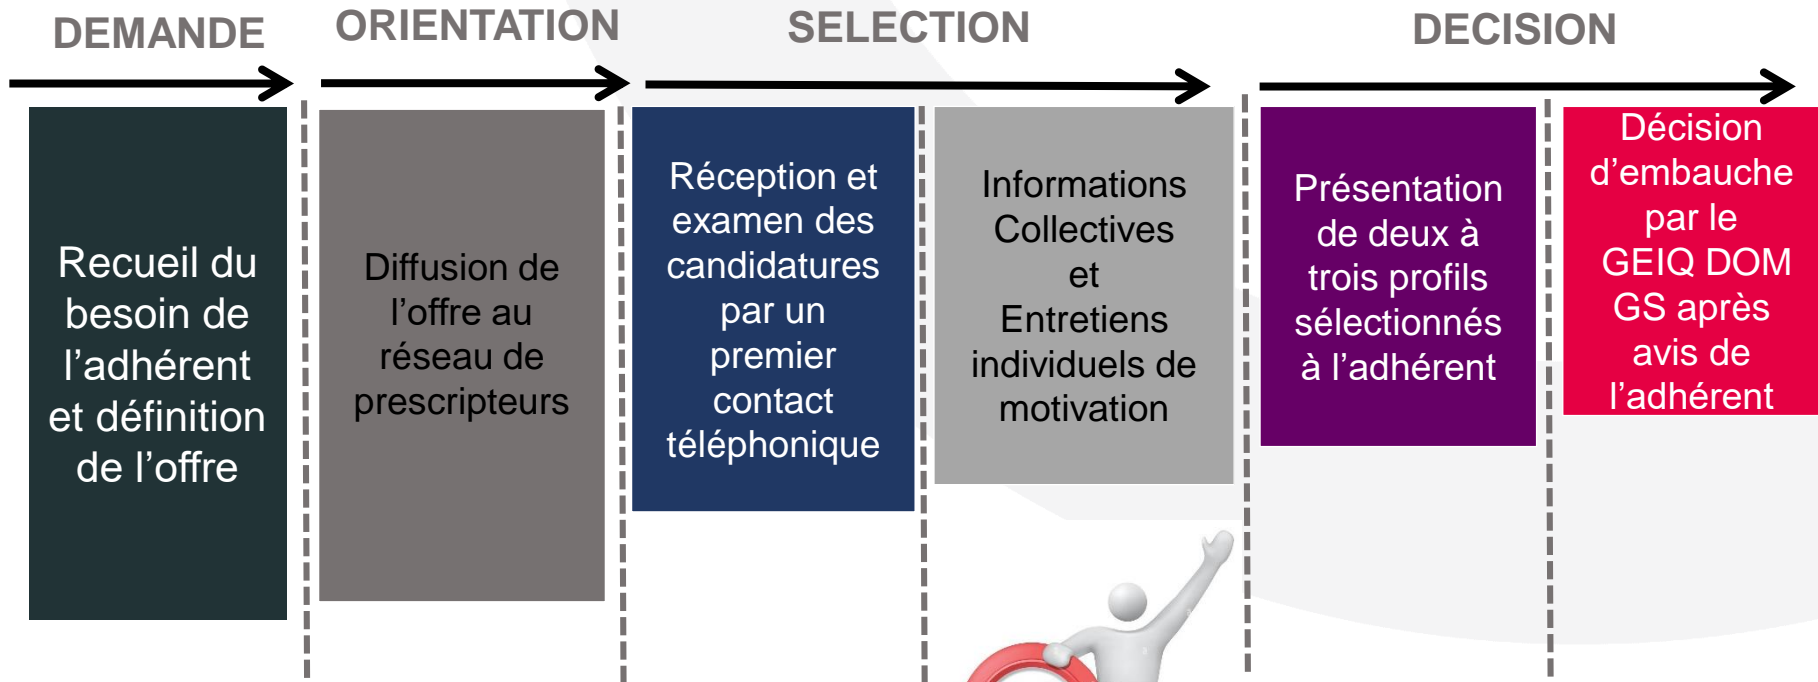 DEMANDE
ORIENTATION
SELECTION
DECISION
Recueil du
besoin de
l’adhérent
et définition
de l’offre
Diffusion de
l’offre au
réseau de
prescripteurs
Réception et
examen des
candidatures
par un
premier
contact
téléphonique
Informations
Collectives
et
Entretiens
individuels de
motivation
Présentation
de deux à
trois profils
sélectionnés
à l’adhérent
Décision
d’embauche
par le
GEIQ DOM
GS après
avis de
l’adhérent